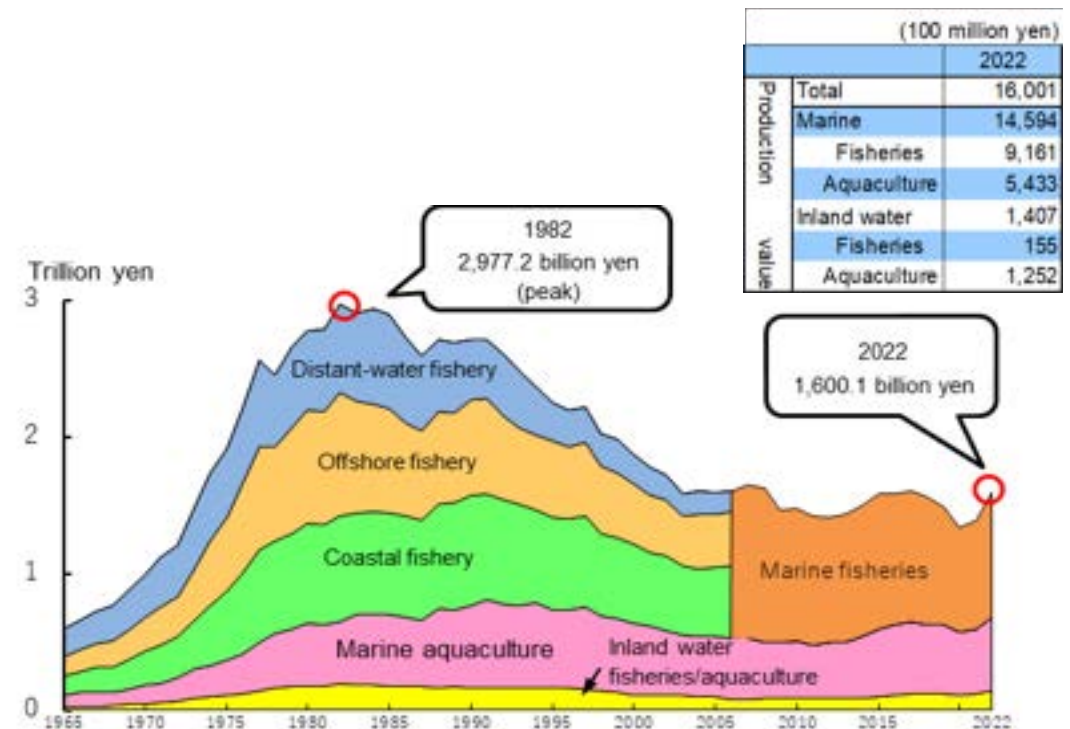 (100 million yen)
2022
Production value
Total 16,001
Marine 14,594
Fisheries 9,161
Aquaculture 5,433
Inland water 1,407
Fisheries 155
Aquaculture 1,252
1982
2,977.2 billion yen
(peak)
Trillion yen
2022
1,600.1 billion yen
3
2
1
0
Distant-water fishery
Offshore fishery
Coastal fishery
Marine fisheries
Marine aquaculture
Inland water
fisheries/aquaculture
1965 1970 1975 1980 1985 1990 1995 2000 2005 2010 2015 2022